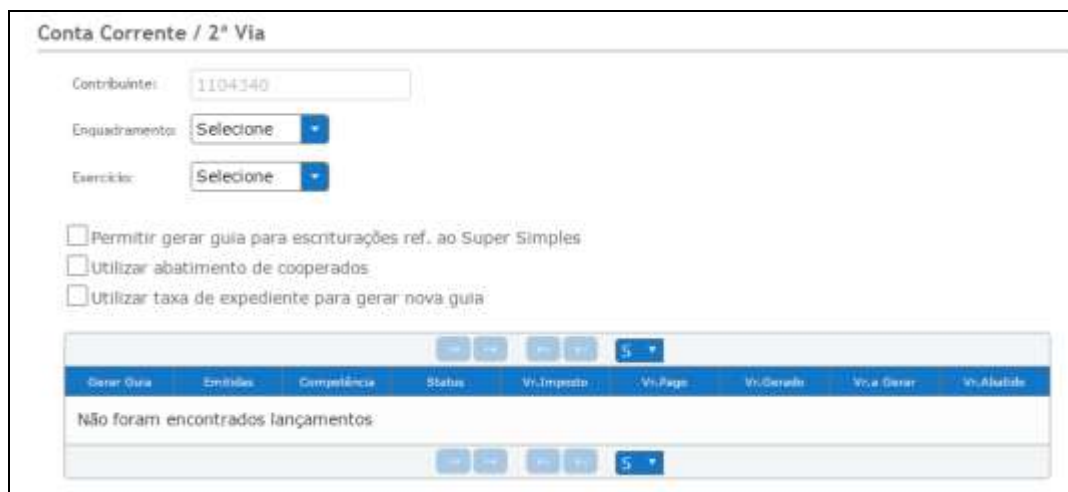 Conta Corrente / 2ª Via
Contribuinte: 1104340
Enquadramento: Selecione
Exercício: Selecione
Permitir gerar guia para escriturações ref. ao Super Simples
Utilizar abatimento de cooperados
Utilizar taxa de expediente para gerar nova guia
5
Gerar Guia Emitidas Competência Status Vr.Imposto Vr.Pago Vr.Gerado Vr.a Gerar Vr.Abatido
Não foram encontrados lançamentos
5